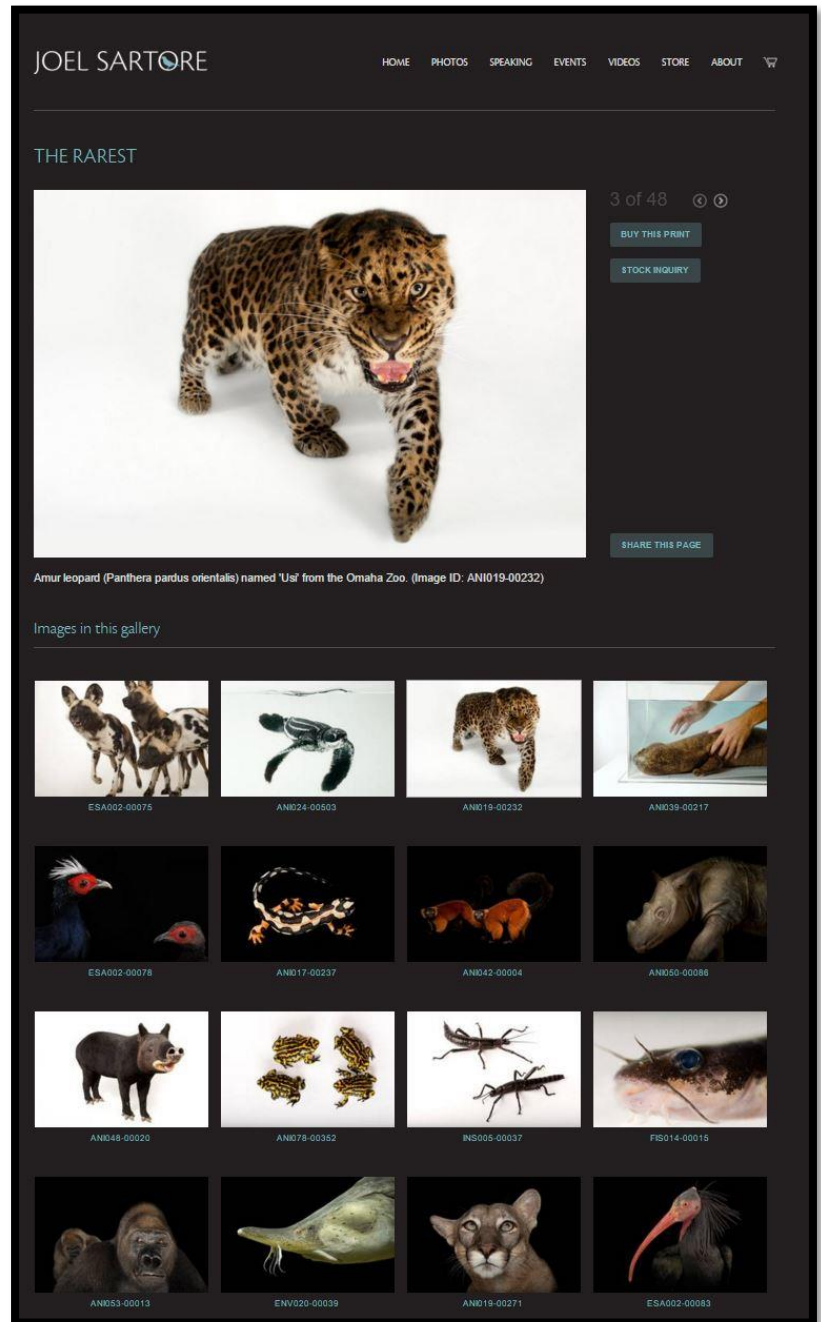 JOEL SARTORE
HOME PHOTOS SPEAKING EVENTS VIDEOS STORE ABOUT
THE RAREST
3 of 48
BUY THIS PRINT
STOCK INQUIRY
SHARE THIS PAGE
Amur leopard (Panthera pardus orientalis) named 'Usi' from the Omaha Zoo. (Image ID: ANI019-00232)
Images in this gallery
ESA002-00075 ANI024-00503 ANI019-00232 ANI039-00217
ESA002-00078 ANI017-00237 ANI042-00004 ANI050-00086
ANI048-00020 ANI078-00352 INS005-00037 FIS014-00015
ANI053-00013 ENV020-00039 ANI019-00271 ESA002-00083